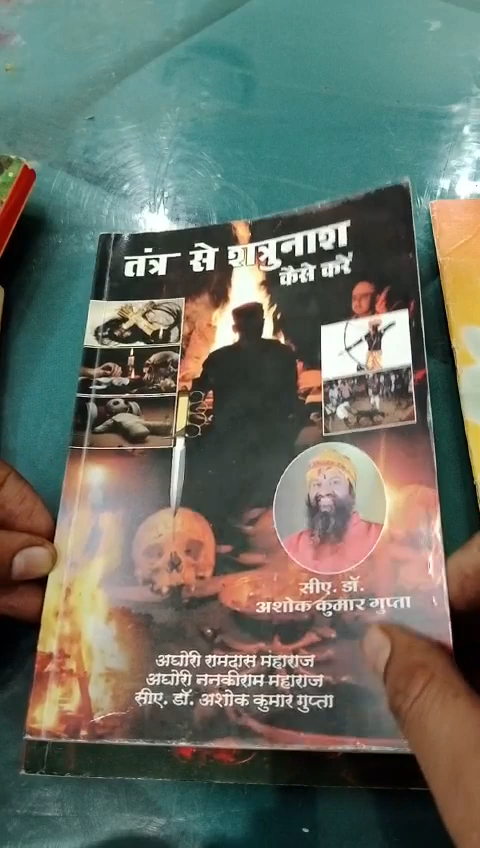 तंत्र से शत्रुनाश
कैसे करें
सीए. डॉ.
अशोक कुमार गुप्ता
अघोरी रामदास महाराज
अघोरी ननकीराम महाराज
सीए. डॉ. अशोक कुमार गुप्ता